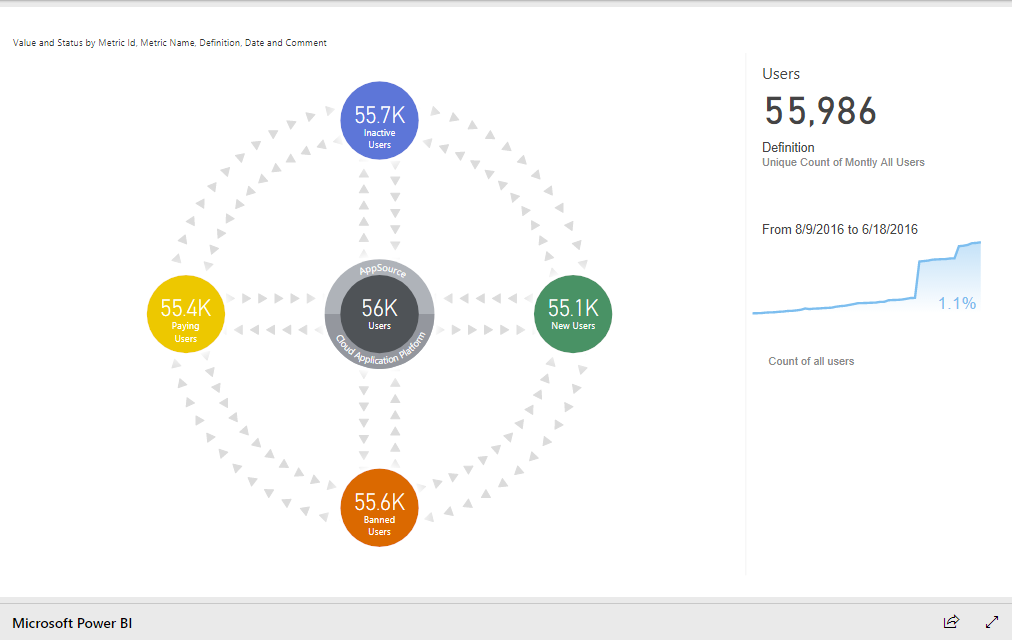 Value and Status by Metric Id, Metric Name, Definition, Date and Comment
55.7K
Inactive
Users
AppSource
56K
Users
Cloud Application Platform
55.4K
Paying
Users
55.1K
New Users
55.6K
Banned
Users
Users
55,986
Definition
Unique Count of Montly All Users
From 8/9/2016 to 6/18/2016
1.1%
Count of all users
Microsoft Power BI